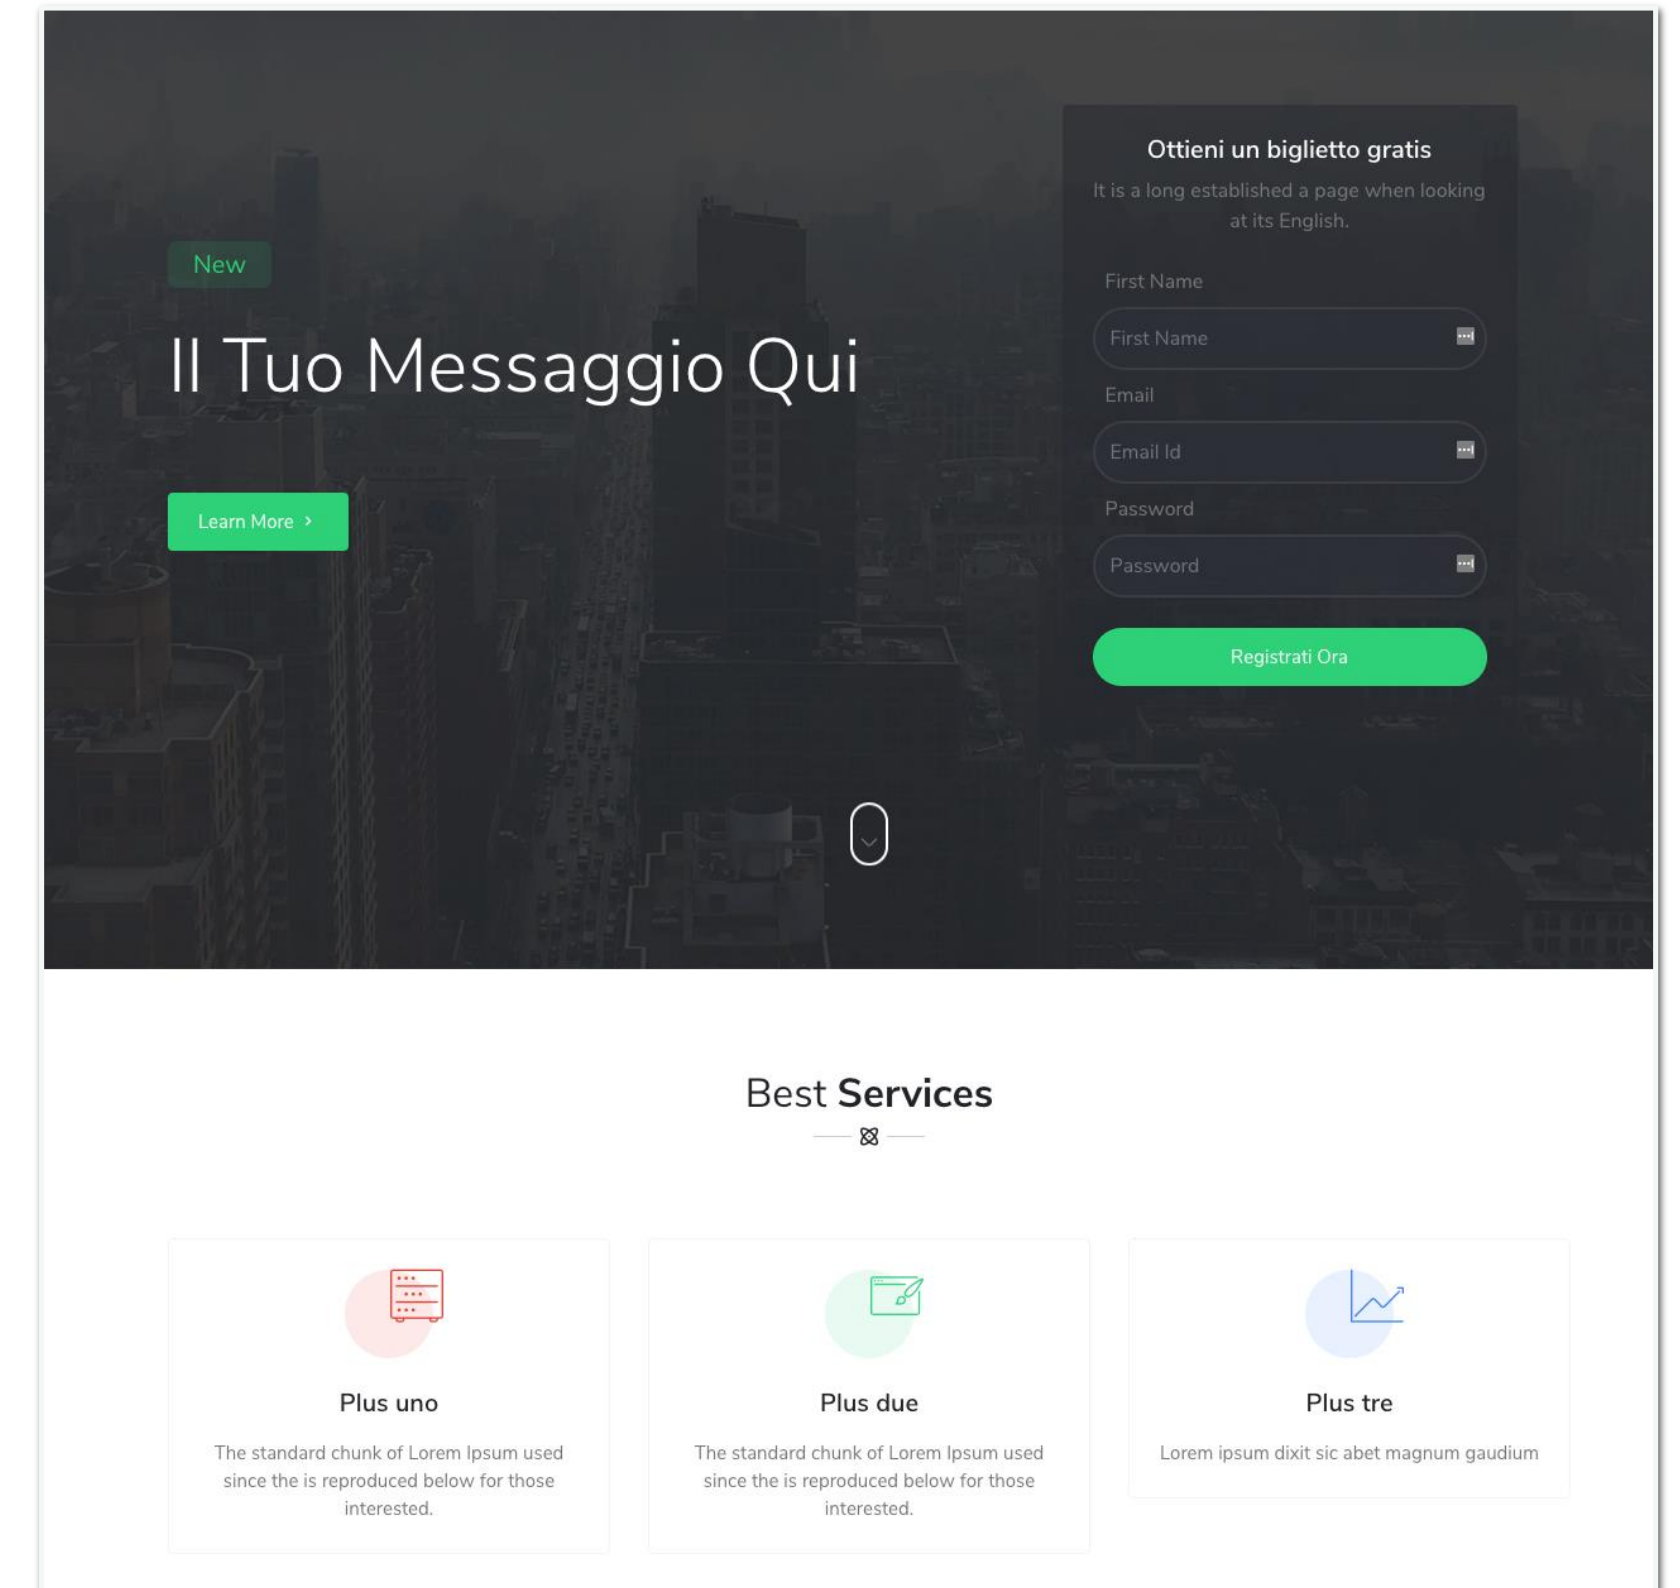 New
Il Tuo Messaggio Qui
Learn More
Ottieni un biglietto gratis
It is a long established a page when looking
at its English.
First Name
First Name
Email
Email Id
Password
Password
Registrati Ora
Best Services
Plus uno
The standard chunk of Lorem Ipsum used
since the is reproduced below for those
interested.
Plus due
The standard chunk of Lorem Ipsum used
since the is reproduced below for those
interested.
Plus tre
Lorem ipsum dixit sic abet magnum gaudium